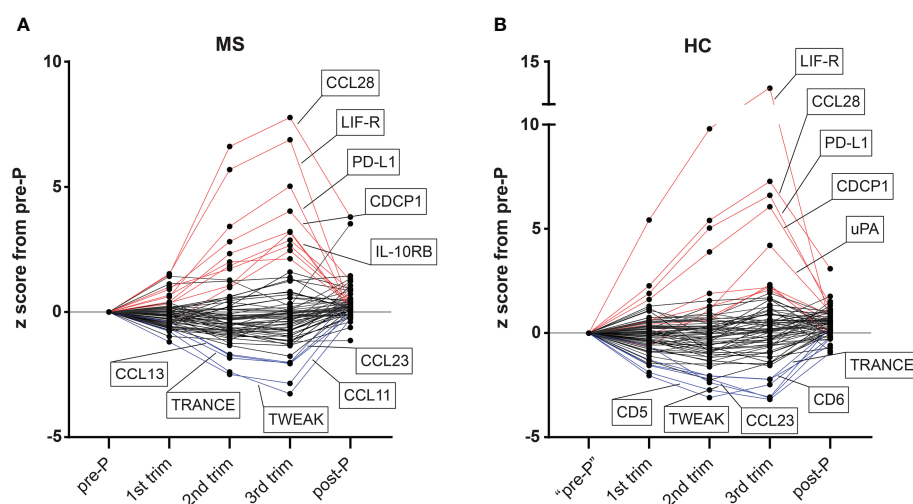 A
MS
z score from pre-P
10
5
0
-5
CCL28
LIF-R
PD-L1
CDCP1
IL-10RB
CCL13
TRANCE
TWEAK
CCL11
CCL23
pre-P
1st trim
2nd trim
3rd trim
post-P
B
HC
z score from pre-P
15
10
5
0
-5
LIF-R
CCL28
PD-L1
CDCP1
uPA
TRANCE
CD6
CCL23
TWEAK
CD5
“pre-P”
1st trim
2nd trim
3rd trim
post-P